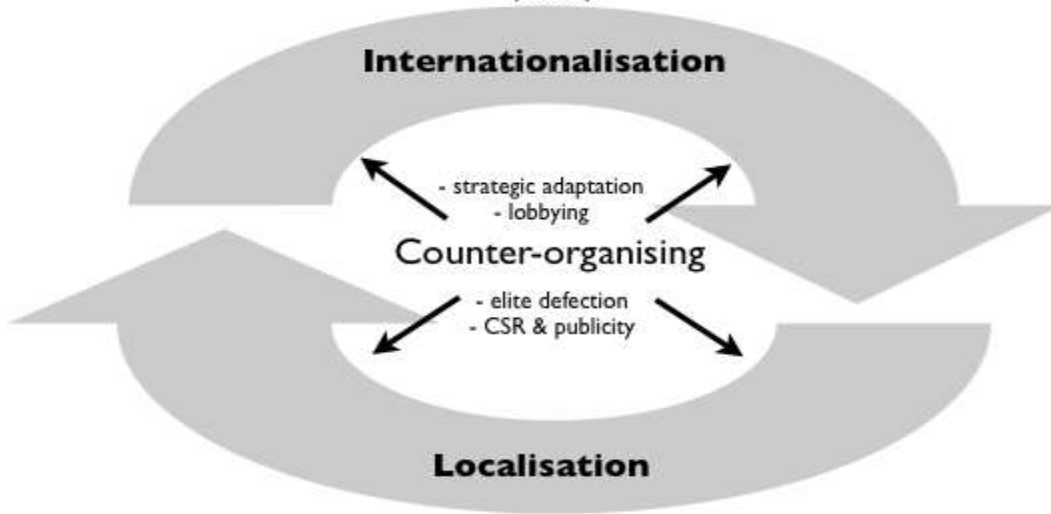 Internationalisation
- strategic adaptation
- lobbying
Counter-organising
- elite defection
- CSR & publicity
Localisation